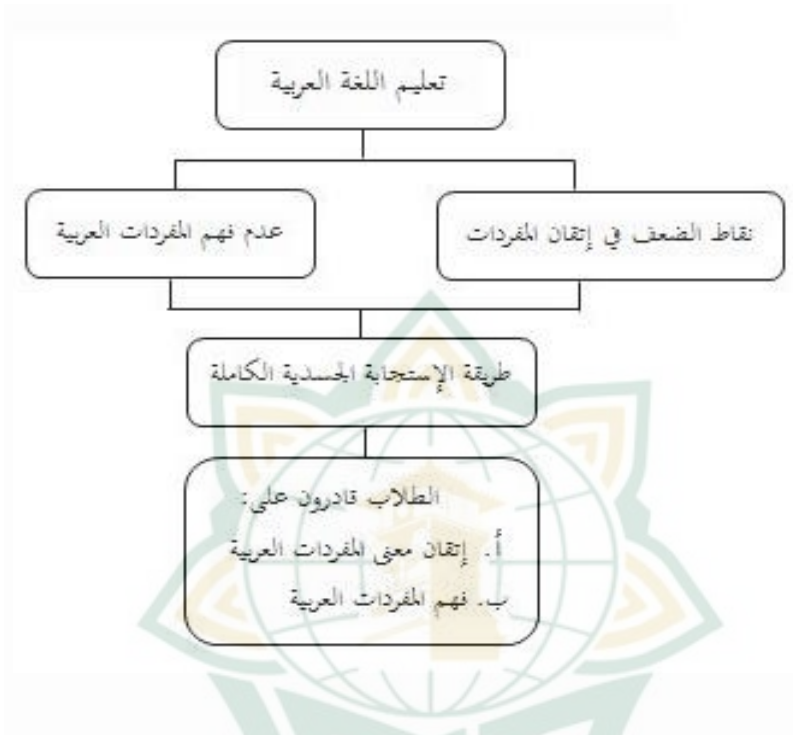 تعليم اللغة العربية
نقاط الضعف في إتقان المفردات
عدم فهم المفردات العربية
طريقة الإستجابة الجسدية الكاملة
الطلاب قادرون على:
أ. إتقان معنى المفردات العربية
ب. فهم المفردات العربية